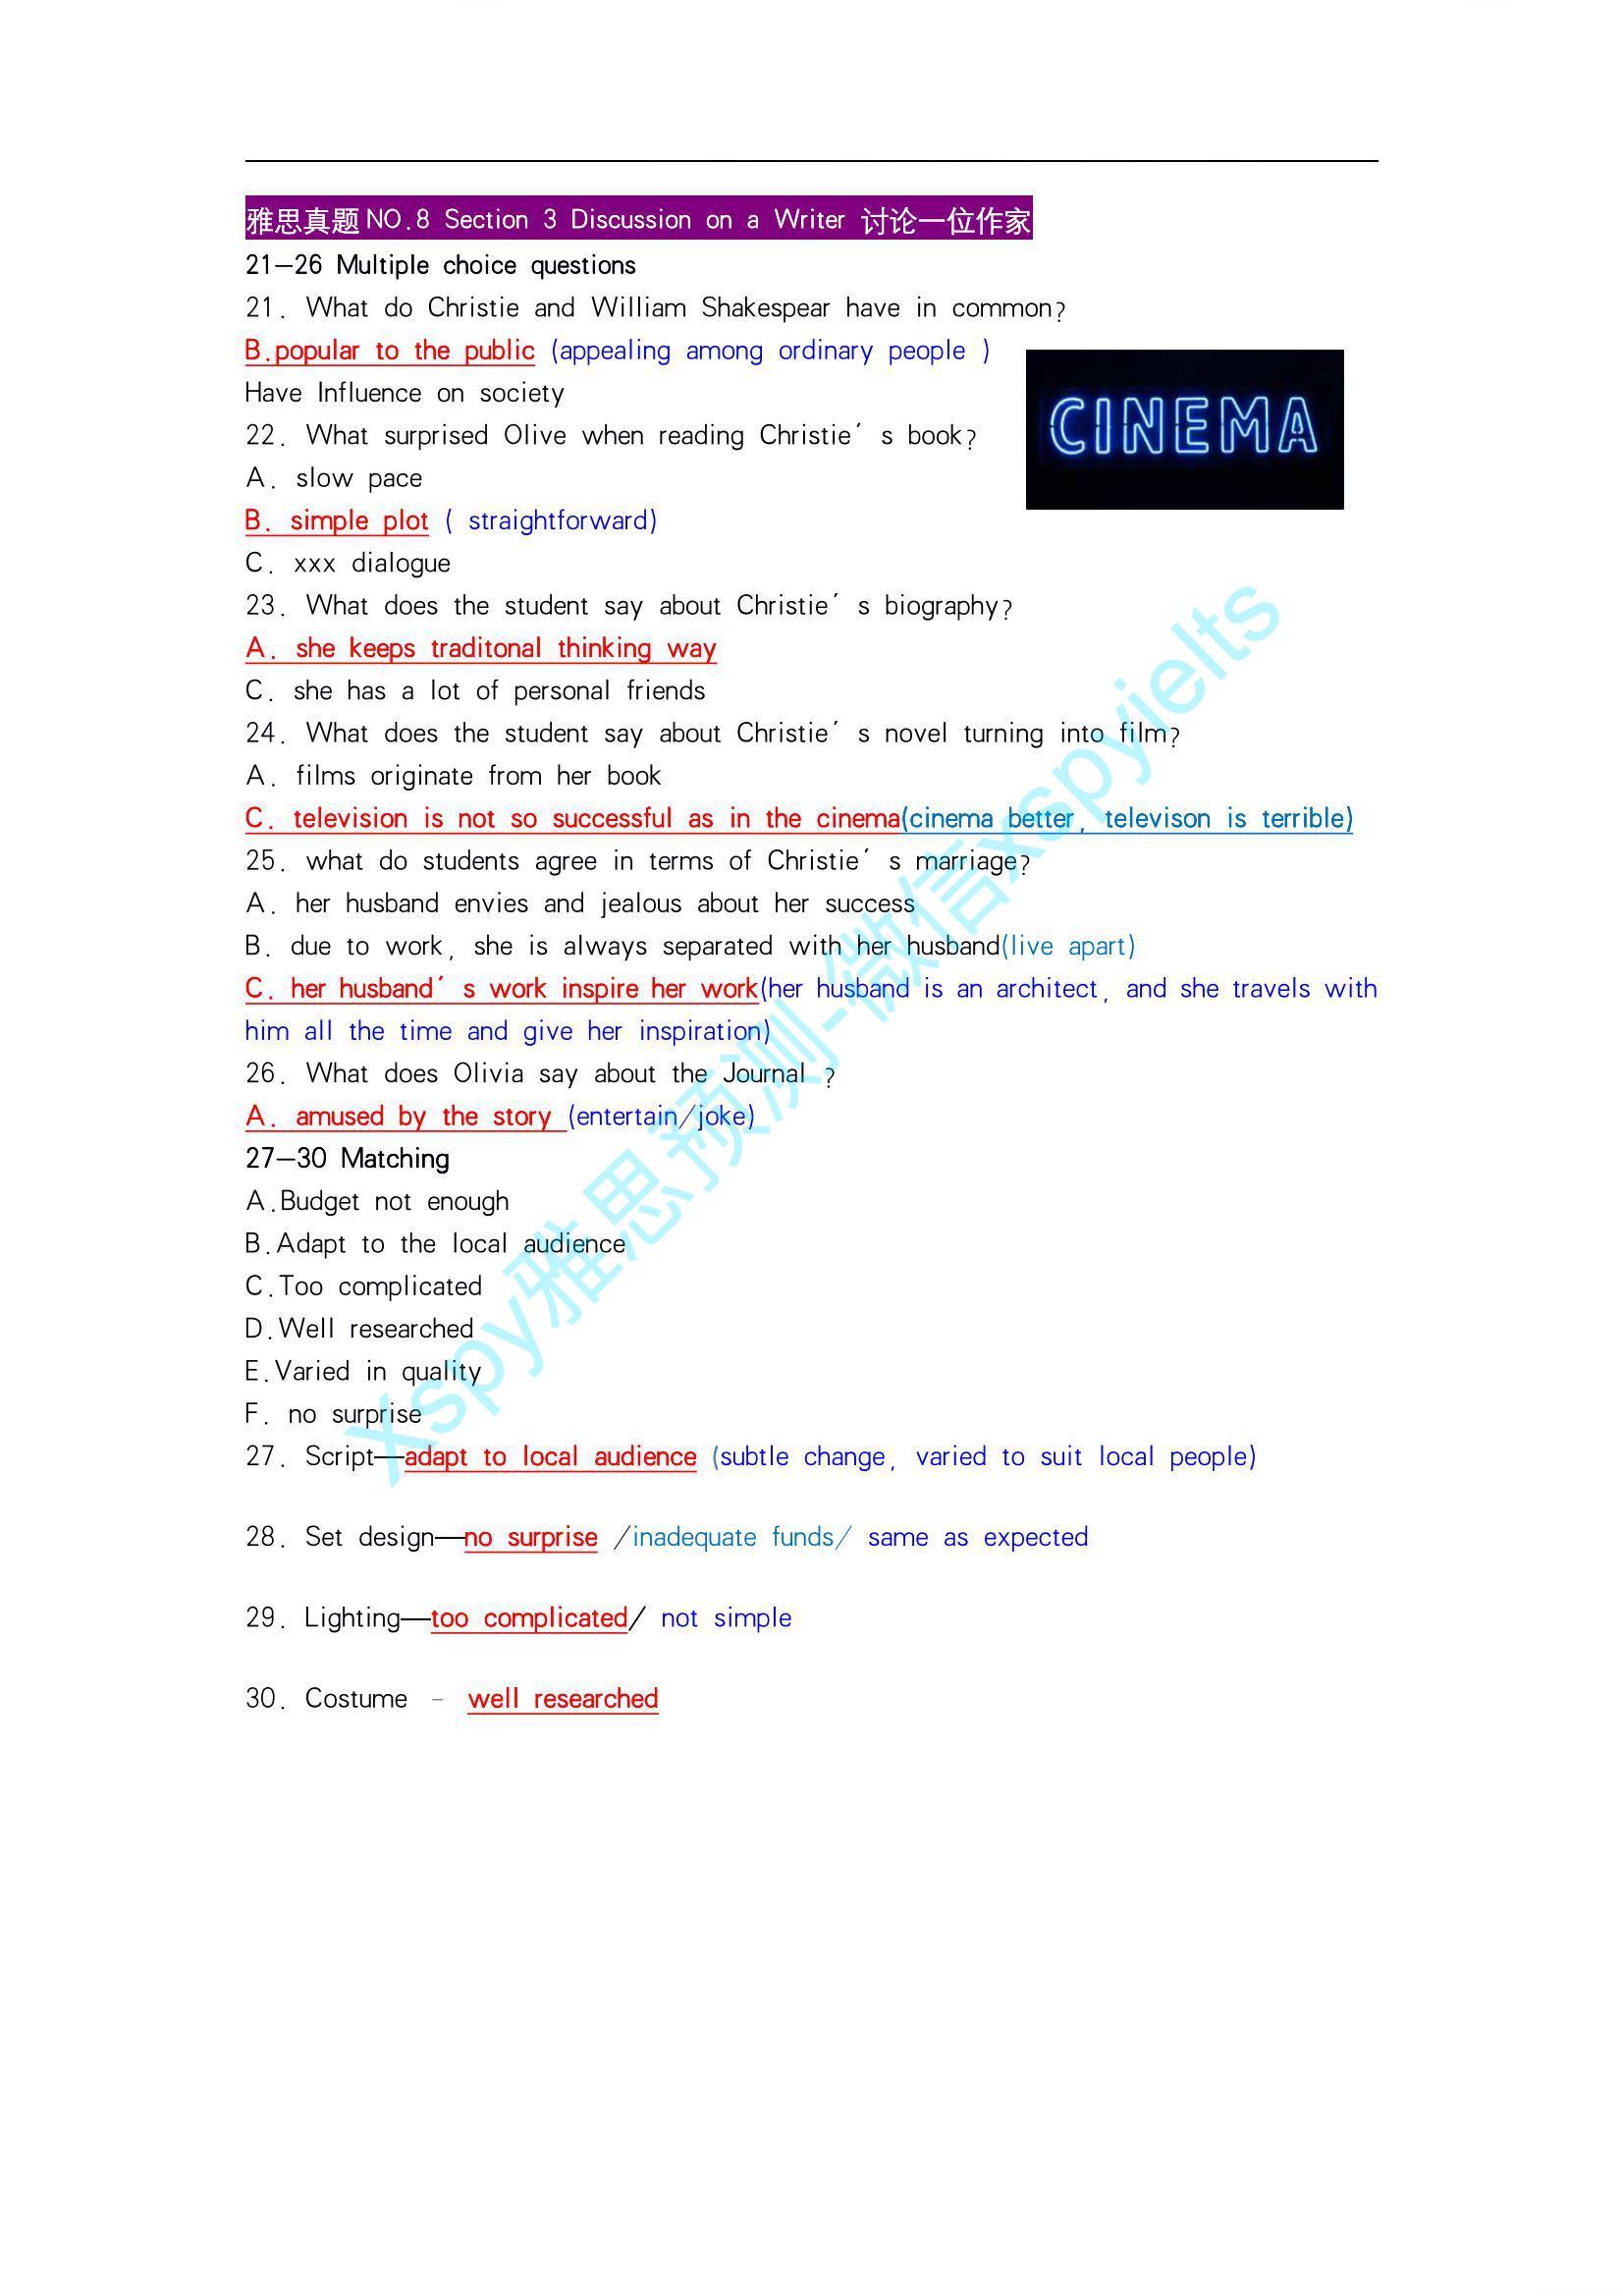 雅思真题NO.8 Section 3 Discussion on a Writer 讨论一位作家
21—26 Multiple choice questions
21. What do Christie and William Shakespear have in common?
B.popular to the public (appealing among ordinary people )
Have Influence on society
CINEMA
22. What surprised Olive when reading Christie’ s book?
A. slow pace
B. simple plot ( straightforward)
C. xxx dialogue
23. What does the student say about Christie’ s biography?
A. she keeps traditonal thinking way
C. she has a lot of personal friends
24. What does the student say about Christie’ s novel turning into film?
A. films originate from her book
C. television is not so successful as in the cinema(cinema better, televison is terrible)
25. what do students agree in terms of Christie’ s marriage?
A. her husband envies and jealous about her success
B. due to work, she is always separated with her husband(live apart)
C. her husband’ s work inspire her work(her husband is an architect, and she travels with
him all the time and give her inspiration)
26. What does Olivia say about the Journal ?
A. amused by the story (entertain/joke)
27—30 Matching
A.Budget not enough
B.Adapt to the local audience
C.Too complicated
D.Well researched
E.Varied in quality
F. no surprise
27. Script—adapt to local audience (subtle change, varied to suit local people)
28. Set design—no surprise /inadequate funds/ same as expected
29. Lighting—too complicated/ not simple
30. Costume – well researched
Xspy雅思预测-微信xspyielts